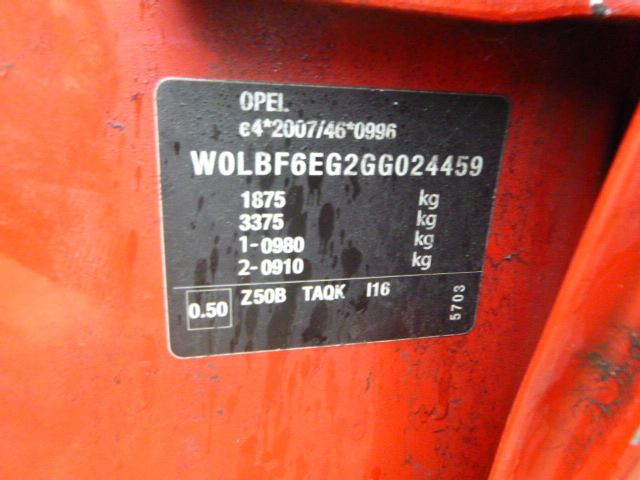 OPEL
e4*2007/46*0996
W0LBF6EG2GG024459
1875 kg
3375 kg
1-0980 kg
2-0910 kg
0.50 Z50B TAQK I16
5703